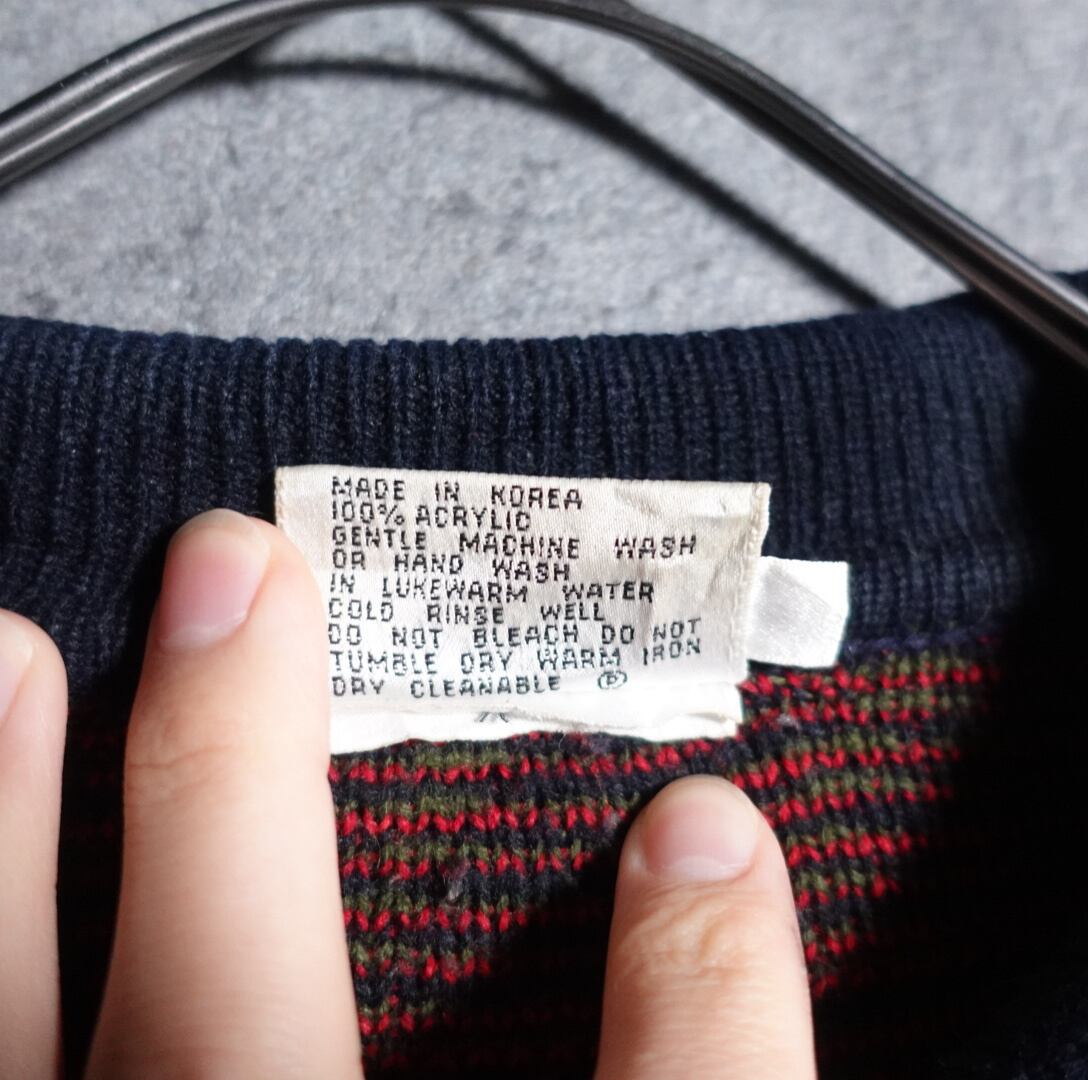 MADE IN KOREA
100% ACRYLIC
GENTLE MACHINE WASH
OR HAND WASH
IN LUKEWARM WATER
COLD RINSE WELL
DO NOT BLEACH DO NOT
TUMBLE DRY WARM IRON
DRY CLEANABLE Ⓟ